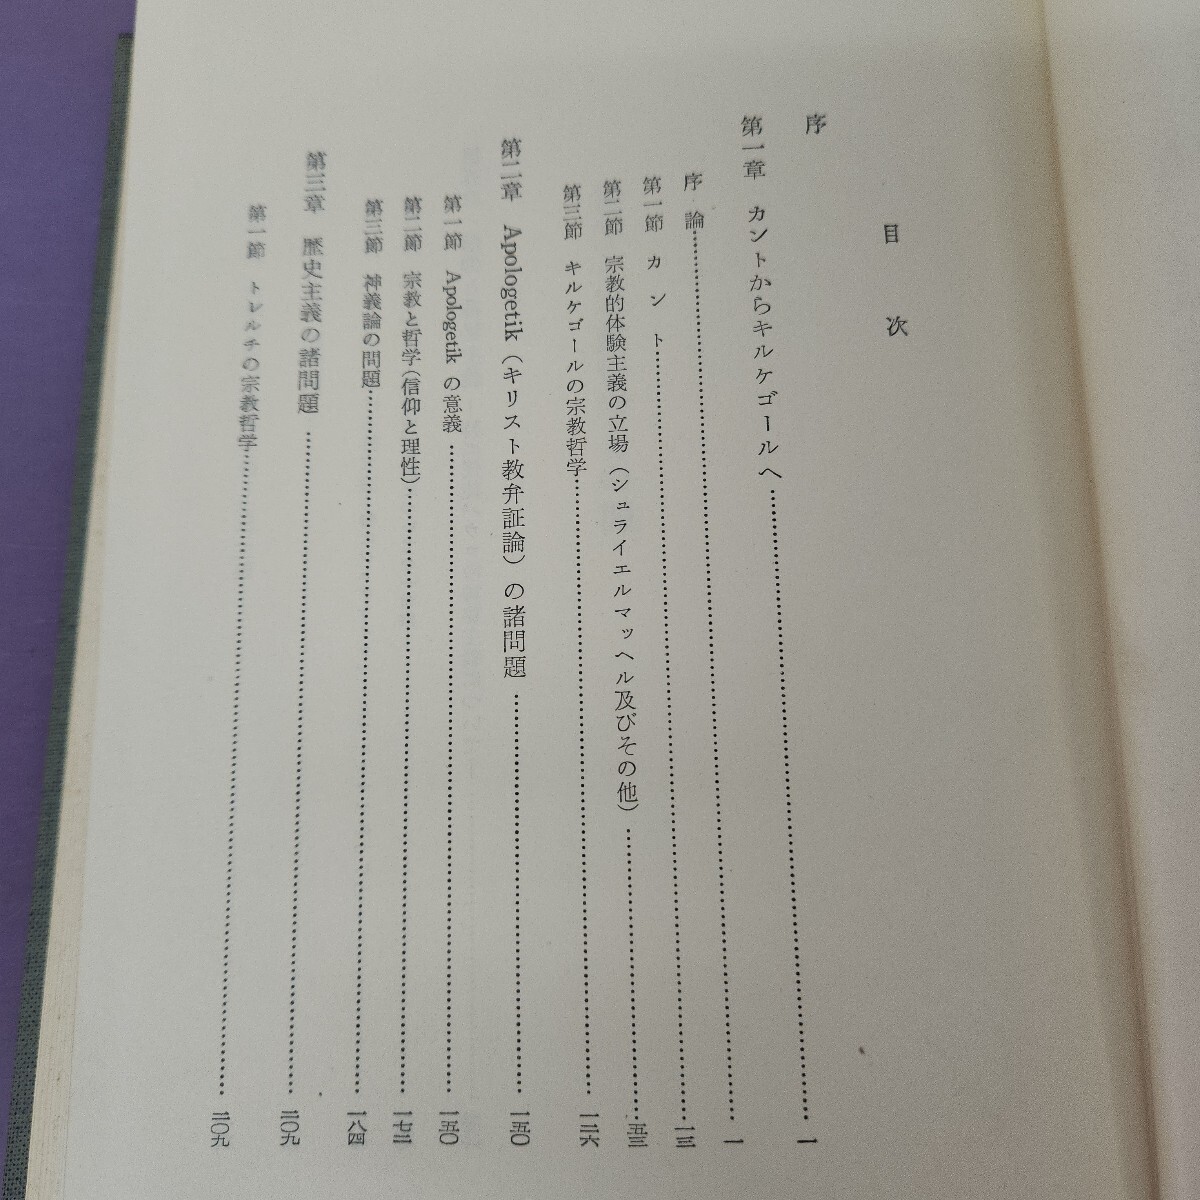 目次
序
第一章 カントからキルケゴールへ……一
序論……一
第一節 カント……一三
第二節 宗教的体験主義の立場（シュライエルマッヘル及びその他）……五三
第三節 キルケゴールの宗教哲学……一二六
第二章 Apologetik（キリスト教弁証論）の諸問題……一五〇
第一節 Apologetik の意義……一五〇
第二節 宗教と哲学（信仰と理性）……一七二
第三節 神義論の問題……一八四
第三章 歴史主義の諸問題……二〇九
第一節 トレルチの宗教哲学……二〇九